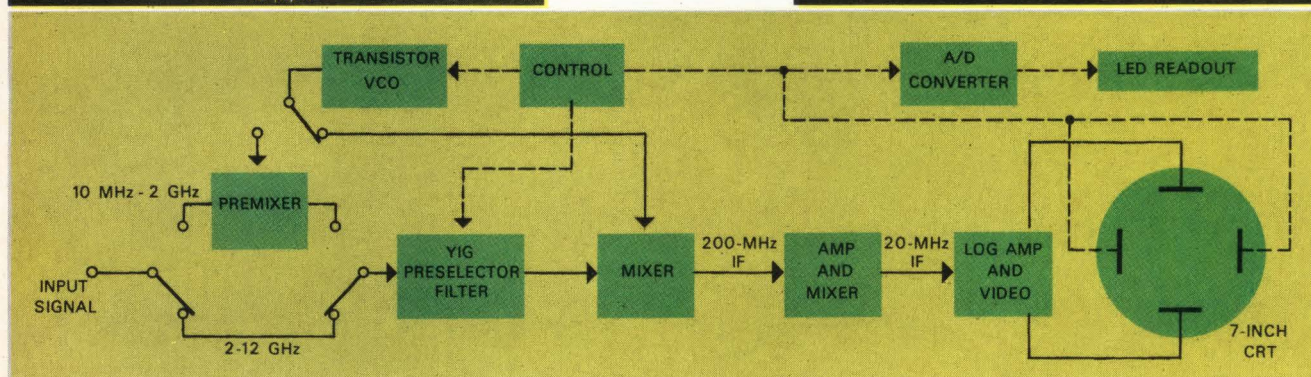 TRANSISTOR
VCO
CONTROL
A/D
CONVERTER
LED READOUT
10 MHz - 2 GHz
PREMIXER
INPUT
SIGNAL
2-12 GHz
YIG
PRESELECTOR
FILTER
MIXER
200-MHz
IF
AMP
AND
MIXER
20-MHz
IF
LOG AMP
AND
VIDEO
7-INCH
CRT